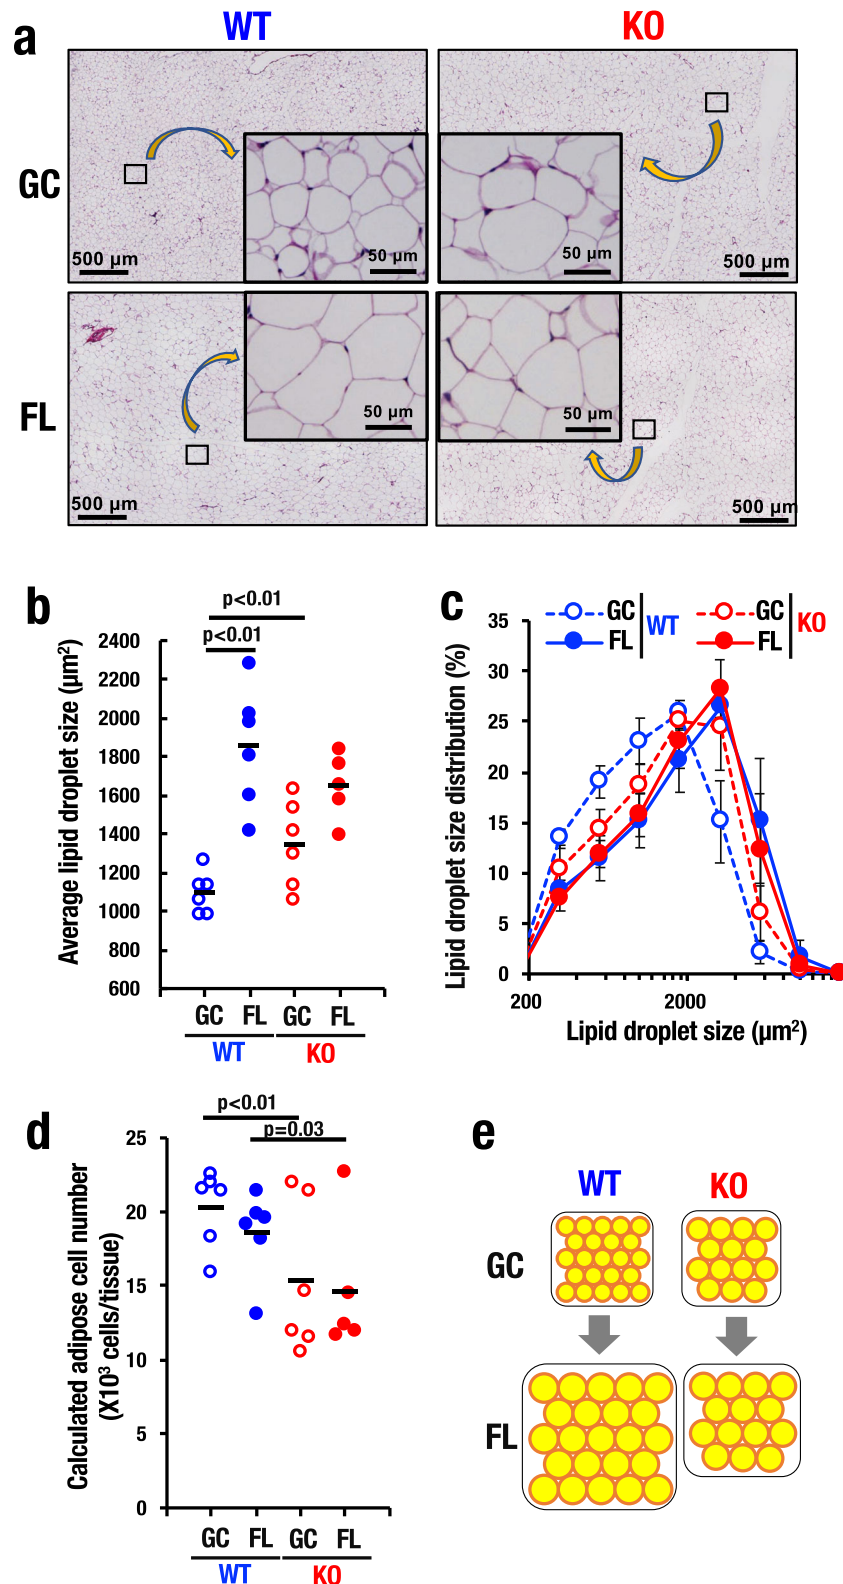 a
WT
KO
GC
500 µm
50 µm
50 µm
500 µm
FL
500 µm
50 µm
50 µm
500 µm
b
p<0.01
p<0.01
Average lipid droplet size (µm²)
2400
2200
2000
1800
1600
1400
1200
1000
800
600
GC FL GC FL
WT KO
c
GC
FL
WT
GC
FL
KO
Lipid droplet size distribution (%)
35
30
25
20
15
10
5
0
200 2000
Lipid droplet size (µm²)
d
p<0.01
p=0.03
Calculated adipose cell number
(X10³ cells/tissue)
25
20
15
10
5
0
GC FL GC FL
WT KO
e
WT KO
GC
FL